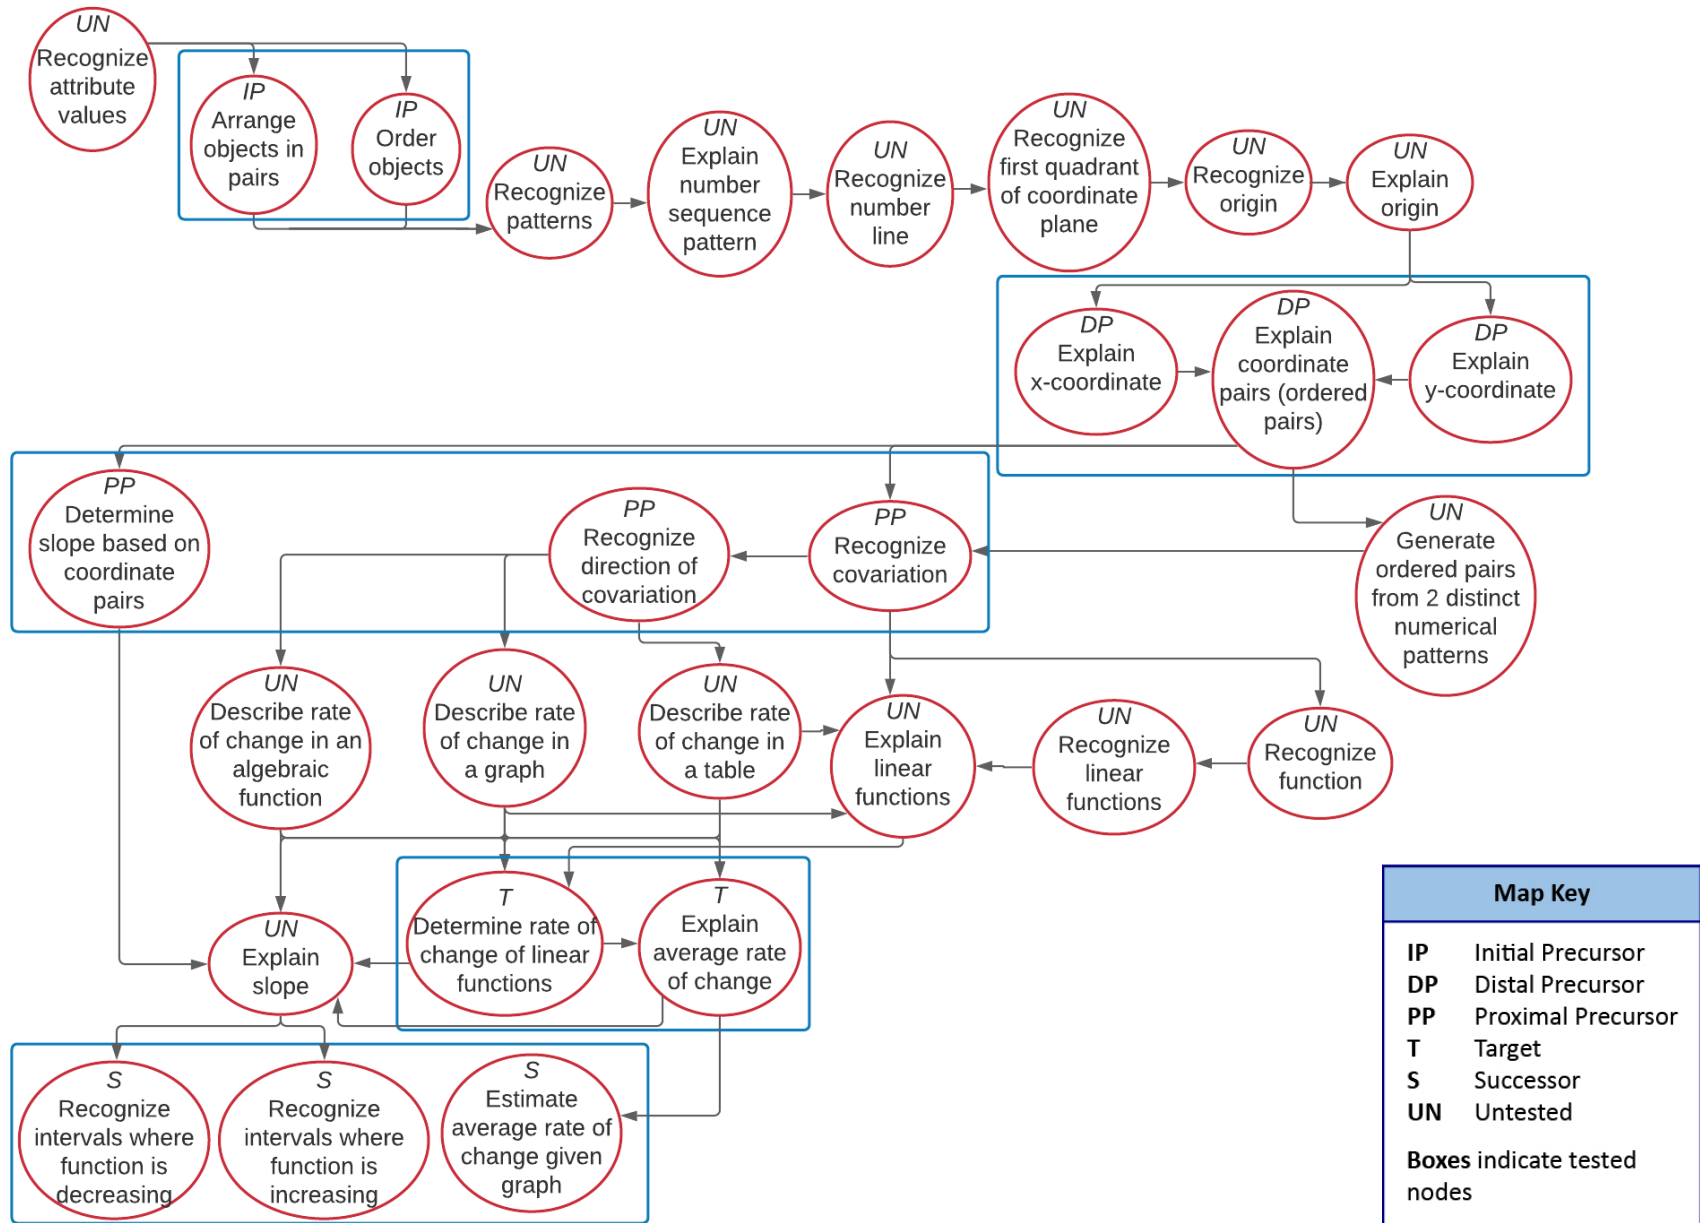 UN
Recognize
attribute
values
IP
Arrange
objects in
pairs
IP
Order
objects
UN
Recognize
patterns
UN
Explain
number
sequence
pattern
UN
Recognize
number
line
UN
Recognize
first quadrant
of coordinate
plane
UN
Recognize
origin
UN
Explain
origin
DP
Explain
x-coordinate
DP
Explain
coordinate
pairs (ordered
pairs)
DP
Explain
y-coordinate
PP
Determine
slope based on
coordinate
pairs
PP
Recognize
direction of
covariation
PP
Recognize
covariation
UN
Generate
ordered pairs
from 2 distinct
numerical
patterns
UN
Describe rate
of change in an
algebraic
function
UN
Describe rate
of change in
a graph
UN
Describe rate
of change in
a table
UN
Explain
linear
functions
UN
Recognize
linear
functions
UN
Recognize
function
UN
Explain
slope
T
Determine rate of
change of linear
functions
T
Explain
average rate
of change
S
Recognize
intervals where
function is
decreasing
S
Recognize
intervals where
function is
increasing
S
Estimate
average rate of
change given
graph
Map Key
IP Initial Precursor
DP Distal Precursor
PP Proximal Precursor
T Target
S Successor
UN Untested
Boxes indicate tested
nodes